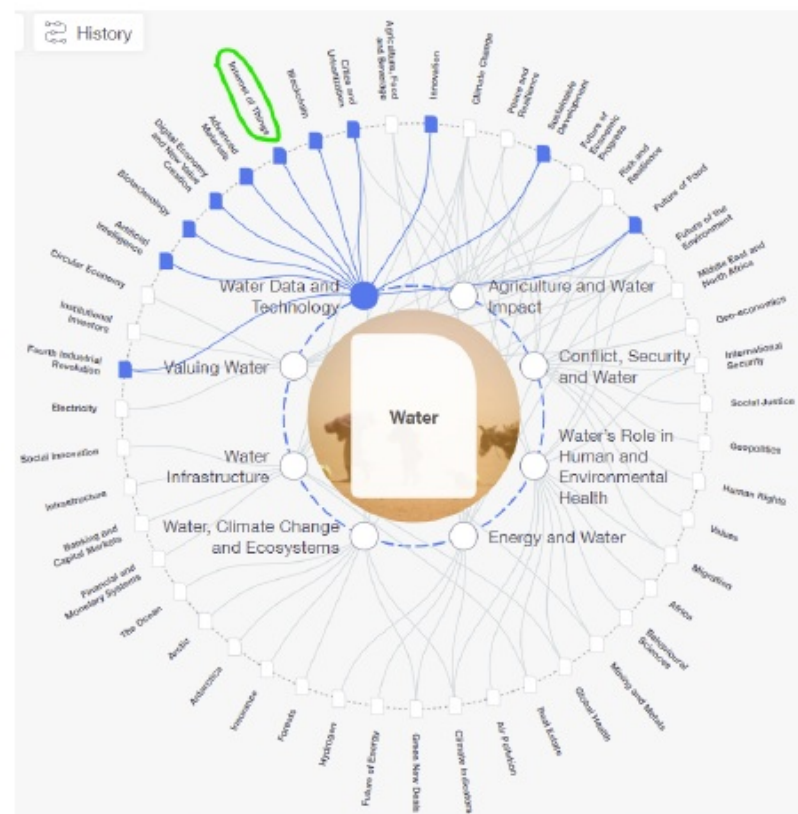 History
Agriculture, Food
and Beverage
Innovation
Climate Change
Peace and
Resilience
Sustainable
Development
Future of
Economic
Progress
Risk and
Resilience
Future of Food
Future of the
Environment
Middle East and
North Africa
Geo-economics
International
Security
Social Justice
Geopolitics
Human Rights
Values
Migration
Africa
Behavioural
Sciences
Mining and Metals
Global Health
Real Estate
Air Pollution
Climate Indicators
Green New Deals
Future of Energy
Hydrogen
Forests
Insurance
Antarctica
Arctic
The Ocean
Financial and
Monetary Systems
Banking and
Capital Markets
Infrastructure
Social Innovation
Electricity
Fourth Industrial
Revolution
Institutional
Investors
Circular Economy
Artificial
Intelligence
Biotechnology
Digital Economy
and New Value
Creation
Advanced
Materials
Internet of Things
Blockchain
Cities and
Urbanization
Water Data and
Technology
Agriculture and Water
Impact
Conflict, Security
and Water
Water's Role in
Human and
Environmental
Health
Energy and Water
Water, Climate Change
and Ecosystems
Water
Infrastructure
Valuing Water
Water